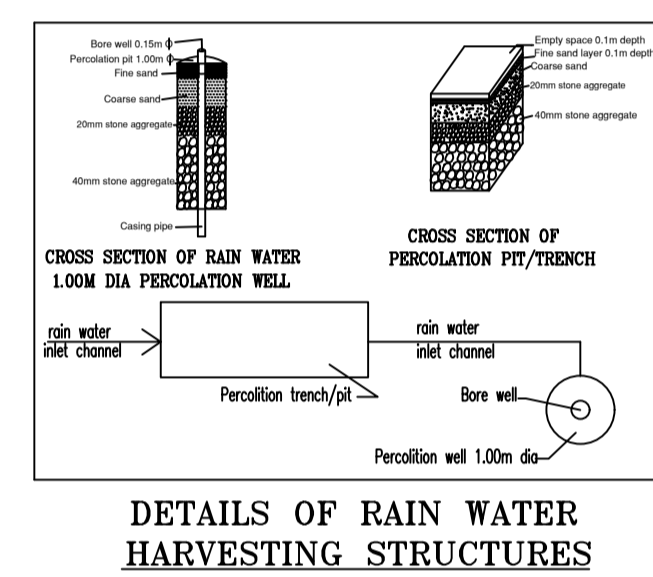 Bore well 0.15m ϕ
Percolation pit 1.00m ϕ
Fine sand
Coarse sand
20mm stone aggregate
40mm stone aggregate
Casing pipe
CROSS SECTION OF RAIN WATER
1.00M DIA PERCOLATION WELL
Empty space 0.1m depth
Fine sand layer 0.1m depth
Coarse sand
20mm stone aggregate
40mm stone aggregate
CROSS SECTION OF
PERCOLATION PIT/TRENCH
rain water
inlet channel
Percolition trench/pit
rain water
inlet channel
Bore well
Percolition well 1.00m dia
DETAILS OF RAIN WATER
HARVESTING STRUCTURES